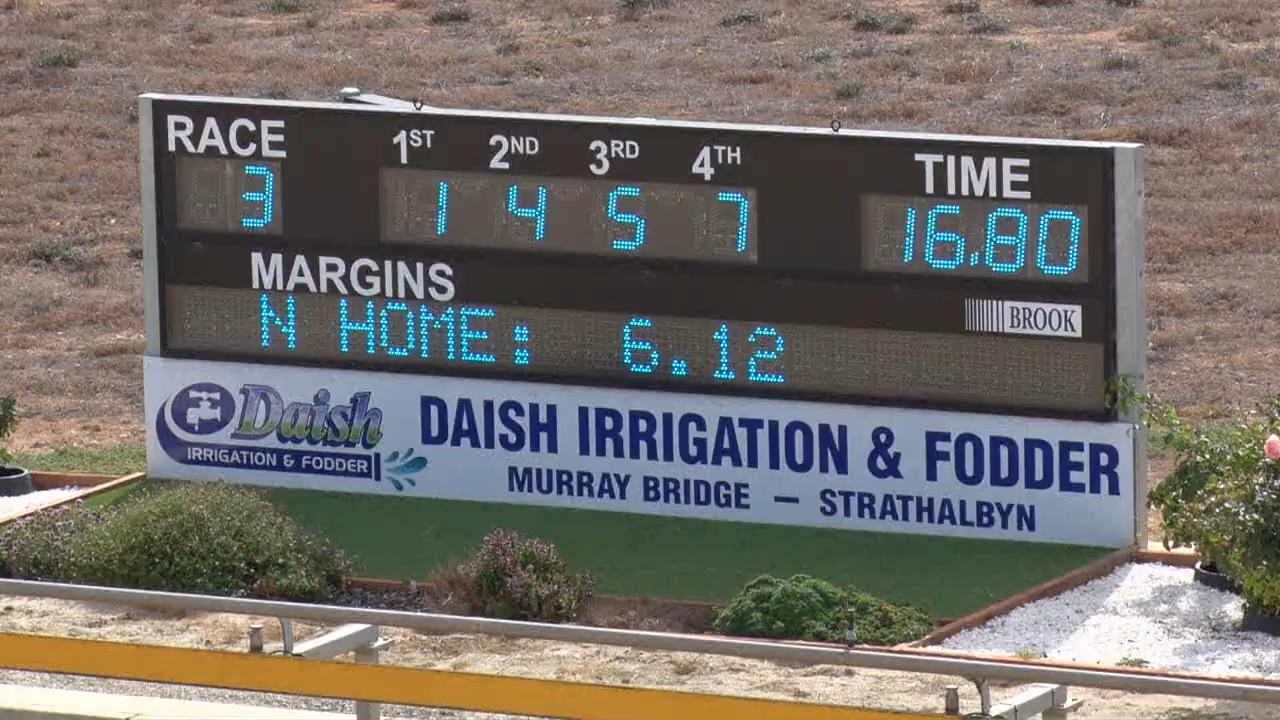 RACE 1ST 2ND 3RD 4TH TIME
3 1 4 5 7 16.80
MARGINS
BROOK
N HOME: 6.12
Daish
IRRIGATION & FODDER
DAISH IRRIGATION & FODDER
MURRAY BRIDGE – STRATHALBYN